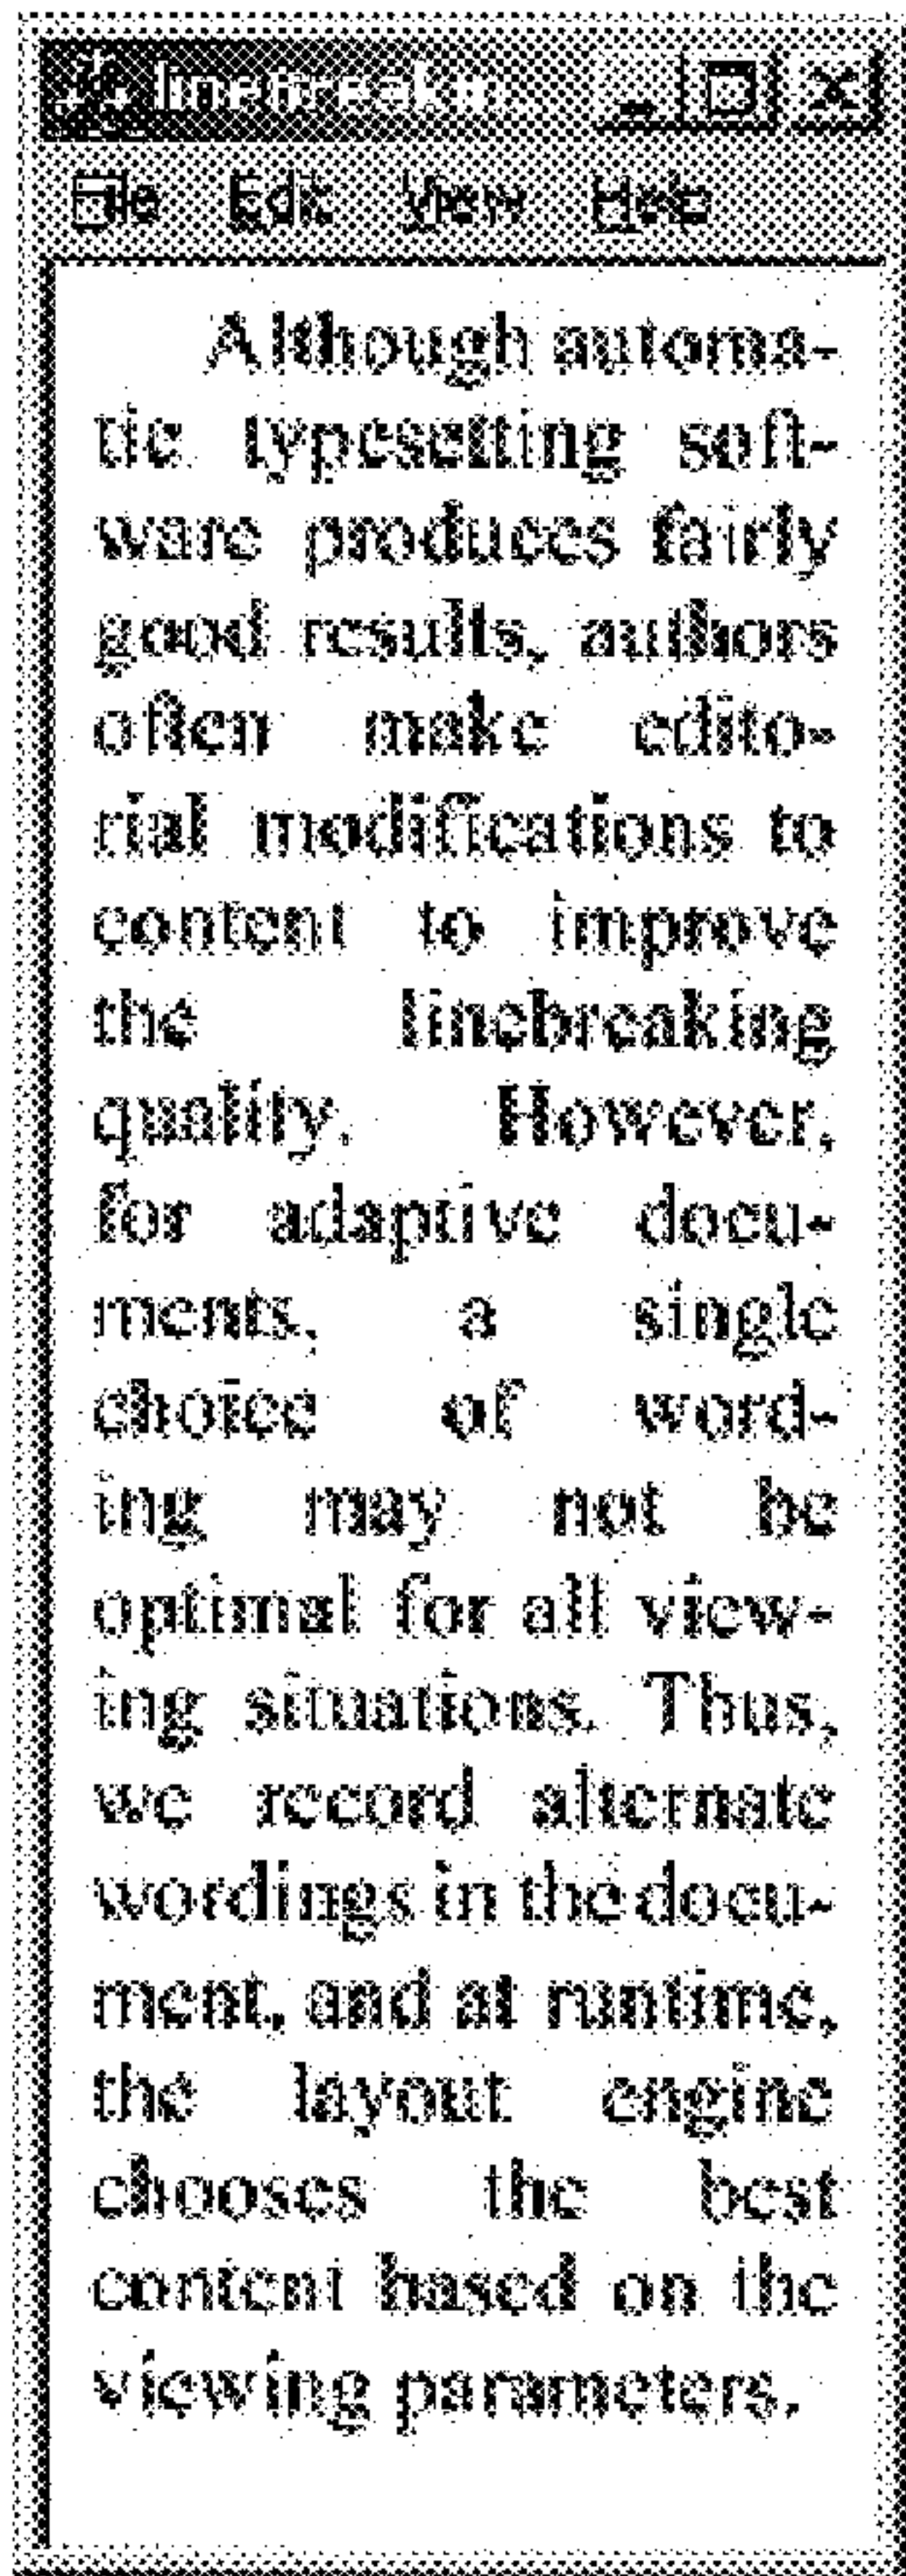 linebreaker
File Edit View Help
Although automa-
tic typesetting soft-
ware produces fairly
good results, authors
often make edito-
rial modifications to
content to improve
the linebreaking
quality. However,
for adaptive docu-
ments, a single
choice of word-
ing may not be
optimal for all view-
ing situations. Thus,
we record alternate
wordings in the docu-
ment, and at runtime,
the layout engine
chooses the best
content based on the
viewing parameters.